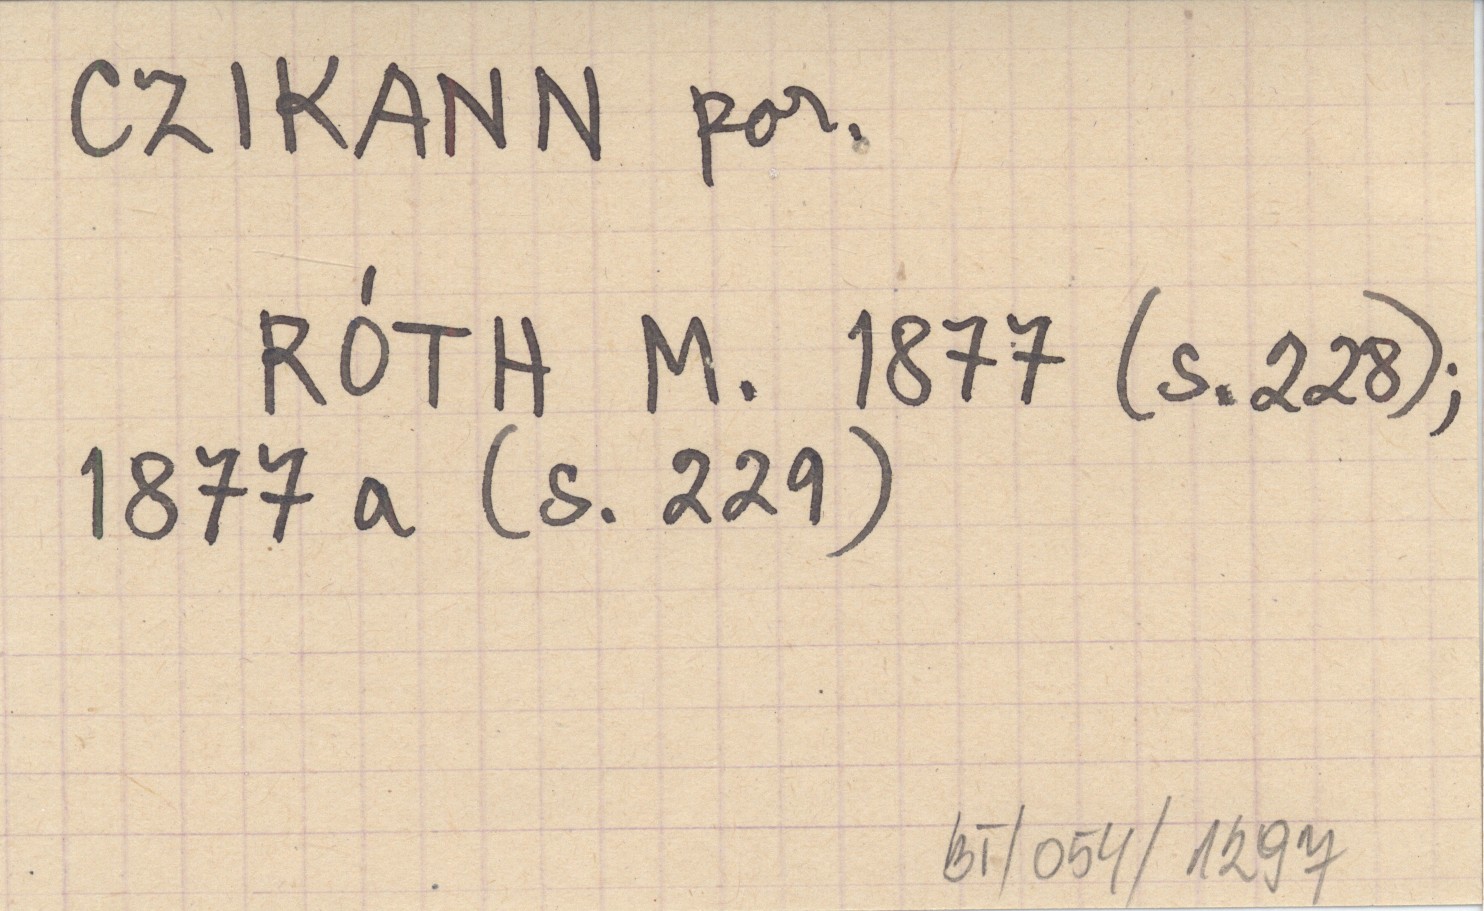 CZIKANN por.
RÓTH M. 1877 (s. 228);
1877 a (s. 229)
BT/054/1297